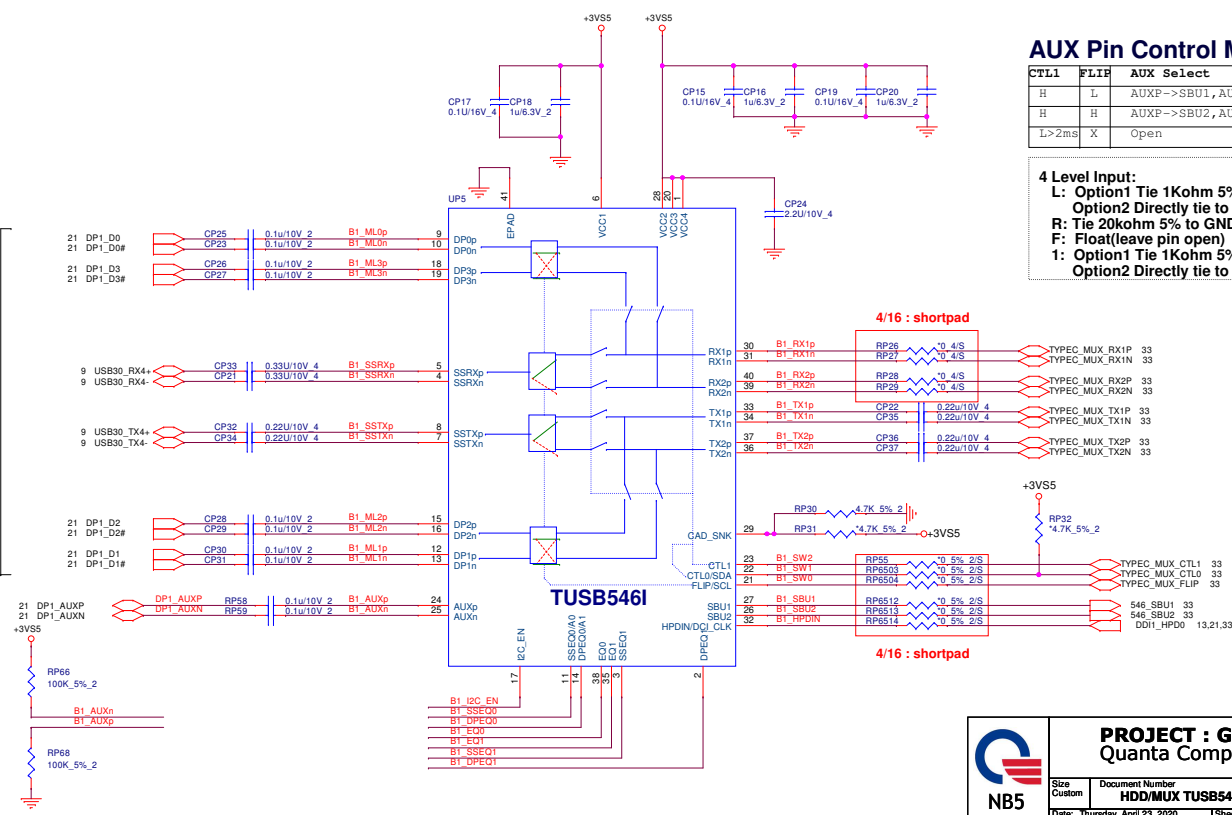 +3VS5
+3VS5
AUX Pin Control M
CTL1 FLIP AUX Select
H L AUXP->SBU1,AU
H H AUXP->SBU2,AU
L>2ms X Open
CP17
0.1U/16V_4
CP18
1u/6.3V_2
CP15
0.1U/16V_4
CP16
1u/6.3V_2
CP19
0.1U/16V_4
CP20
1u/6.3V_2
4 Level Input:
L: Option1 Tie 1Kohm 5%
Option2 Directly tie to
R: Tie 20kohm 5% to GND
F: Float(leave pin open)
1: Option1 Tie 1Kohm 5%
Option2 Directly tie to
CP24
2.2U/10V_4
UP5
41
6
28
20
1
EPAD
VCC1
VCC2
VCC3
VCC4
21 DP1_D0 CP25 0.1u/10V_2 B1_ML0p 9 DP0p
21 DP1_D0# CP23 0.1u/10V_2 B1_ML0n 10 DP0n
21 DP1_D3 CP26 0.1u/10V_2 B1_ML3p 18 DP3p
21 DP1_D3# CP27 0.1u/10V_2 B1_ML3n 19 DP3n
9 USB30_RX4+ CP33 0.33U/10V_4 B1_SSRXp 5 SSRXp
9 USB30_RX4- CP21 0.33U/10V_4 B1_SSRXn 4 SSRXn
9 USB30_TX4+ CP32 0.22U/10V_4 B1_SSTXp 8 SSTXp
9 USB30_TX4- CP34 0.22U/10V_4 B1_SSTXn 7 SSTXn
21 DP1_D2 CP28 0.1u/10V_2 B1_ML2p 15 DP2p
21 DP1_D2# CP29 0.1u/10V_2 B1_ML2n 16 DP2n
21 DP1_D1 CP30 0.1u/10V_2 B1_ML1p 12 DP1p
21 DP1_D1# CP31 0.1u/10V_2 B1_ML1n 13 DP1n
21 DP1_AUXP DP1_AUXP RP58 0.1u/10V_2 B1_AUXp 24 AUXp
21 DP1_AUXN DP1_AUXN RP59 0.1u/10V_2 B1_AUXn 25 AUXn
4/16 : shortpad
RX1p 30 B1_RX1p RP26 *0_4/S TYPEC_MUX_RX1P 33
RX1n 31 B1_RX1n RP27 *0_4/S TYPEC_MUX_RX1N 33
RX2p 40 B1_RX2p RP28 *0_4/S TYPEC_MUX_RX2P 33
RX2n 39 B1_RX2n RP29 *0_4/S TYPEC_MUX_RX2N 33
TX1p 33 B1_TX1p CP22 0.22u/10V_4 TYPEC_MUX_TX1P 33
TX1n 34 B1_TX1n CP35 0.22u/10V_4 TYPEC_MUX_TX1N 33
TX2p 37 B1_TX2p CP36 0.22u/10V_4 TYPEC_MUX_TX2P 33
TX2n 36 B1_TX2n CP37 0.22u/10V_4 TYPEC_MUX_TX2N 33
+3VS5
RP32
*4.7K_5%_2
RP30 4.7K_5%_2
CAD_SNK 29 RP31 *4.7K_5%_2 +3VS5
CTL1 23 B1_SW2 RP55 *0_5%_2/S TYPEC_MUX_CTL1 33
CTL0/SDA 22 B1_SW1 RP6503 *0_5%_2/S TYPEC_MUX_CTL0 33
FLIP/SCL 21 B1_SW0 RP6504 *0_5%_2/S TYPEC_MUX_FLIP 33
SBU1 27 B1_SBU1 RP6512 *0_5%_2/S 546_SBU1 33
SBU2 26 B1_SBU2 RP6513 *0_5%_2/S 546_SBU2 33
HPDIN/DCI_CLK 32 B1_HPDIN RP6514 *0_5%_2/S DDI1_HPD0 13,21,33
4/16 : shortpad
TUSB546I
I2C_EN
SSEQ0/A0
DPEQ0/A1
EQ0
EQ1
SSEQ1
DPEQ1
17
11
14
38
35
3
2
B1_I2C_EN
B1_SSEQ0
B1_DPEQ0
B1_EQ0
B1_EQ1
B1_SSEQ1
B1_DPEQ1
+3VS5
RP66
100K_5%_2
B1_AUXn
B1_AUXp
RP68
100K_5%_2
NB5
PROJECT : G
Quanta Comp
Size
Custom
Document Number
HDD/MUX TUSB54
Date: Thursday, April 23, 2020 Shee